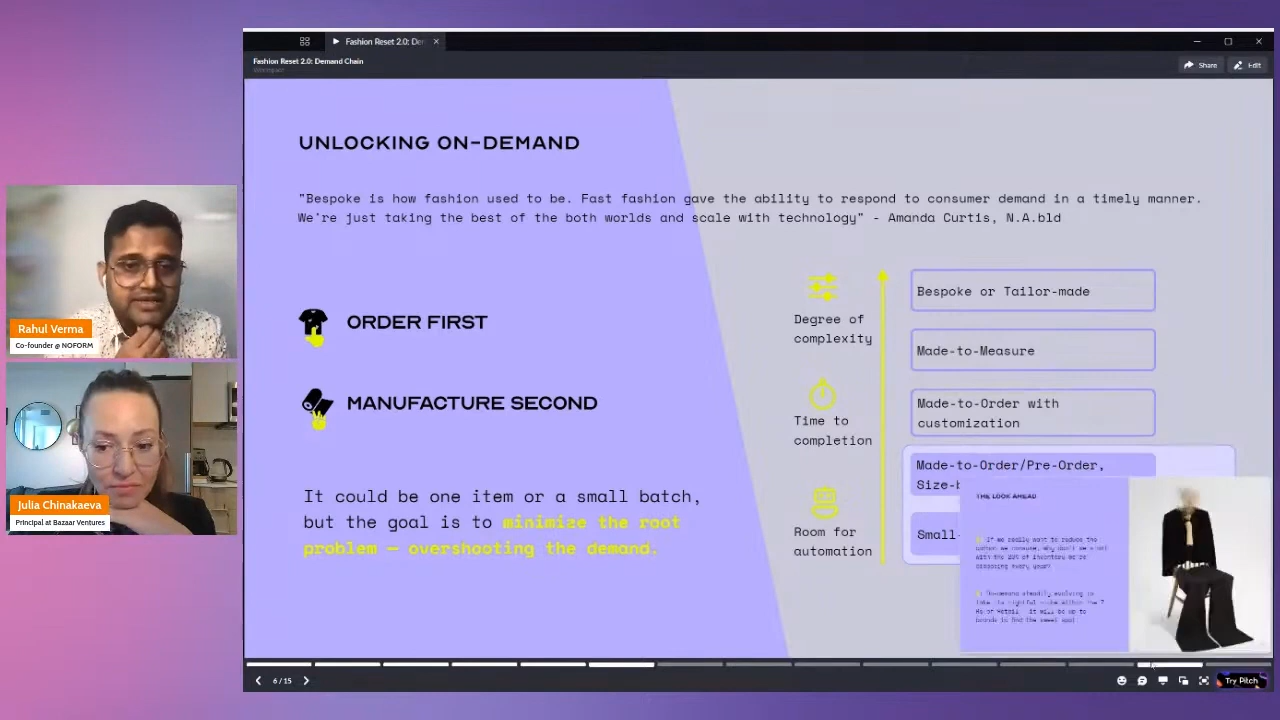 Fashion Reset 2.0: De
Fashion Reset 2.0: Demand Chain
Share
Edit
UNLOCKING ON-DEMAND
"Bespoke is how fashion used to be. Fast fashion gave the ability to respond to consumer demand in a timely manner.
We're just taking the best of the both worlds and scale with technology" - Amanda Curtis, N.A.bld
ORDER FIRST
MANUFACTURE SECOND
It could be one item or a small batch,
but the goal is to minimize the root
problem — overshooting the demand.
Degree of
complexity
Time to
completion
Room for
automation
Bespoke or Tailor-made
Made-to-Measure
Made-to-Order with
customization
Made-to-Order/Pre-Order,
Small-
THE LOOK AHEAD
Rahul Verma
Co-founder @ NOFORM
Julia Chinakaeva
Principal at Bazaar Ventures
6 / 15
Try Pitch